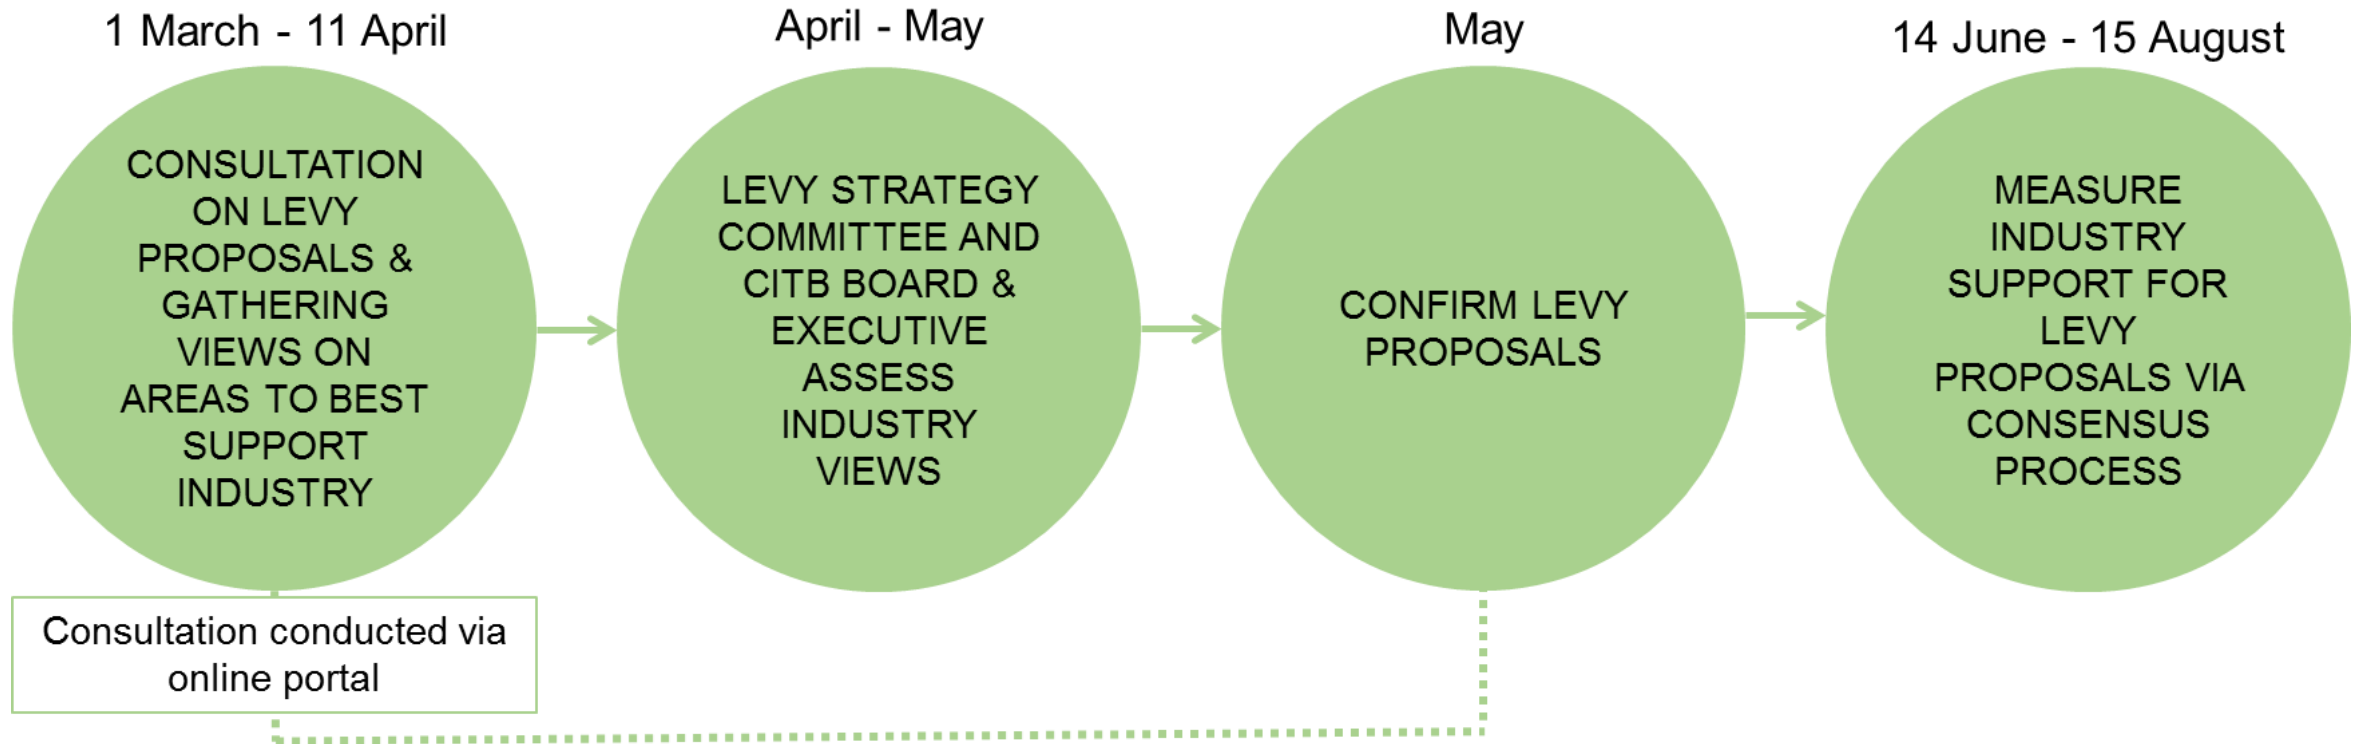 1 March - 11 April
CONSULTATION
ON LEVY
PROPOSALS &
GATHERING
VIEWS ON
AREAS TO BEST
SUPPORT
INDUSTRY
Consultation conducted via
online portal
April - May
LEVY STRATEGY
COMMITTEE AND
CITB BOARD &
EXECUTIVE
ASSESS
INDUSTRY
VIEWS
May
CONFIRM LEVY
PROPOSALS
14 June - 15 August
MEASURE
INDUSTRY
SUPPORT FOR
LEVY
PROPOSALS VIA
CONSENSUS
PROCESS